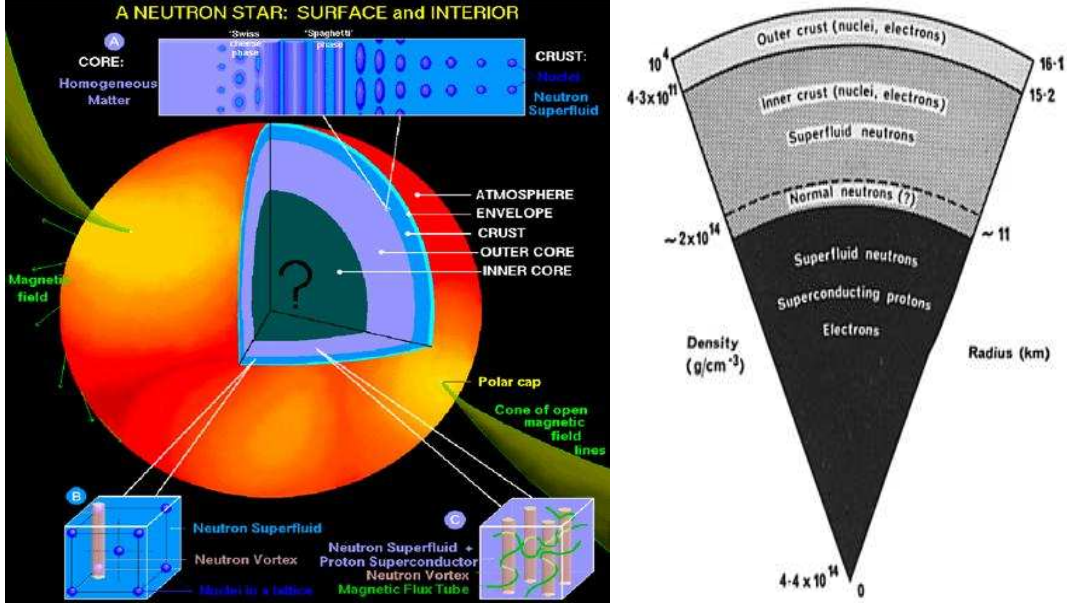 A NEUTRON STAR: SURFACE and INTERIOR
A
'Swiss
cheese
phase
'Spaghetti'
phase
CORE:
Homogeneous
Matter
CRUST:
Nuclei
Neutron
Superfluid
ATMOSPHERE
ENVELOPE
CRUST
OUTER CORE
INNER CORE
?
Magnetic
field
Polar cap
Cone of open
magnetic
field
lines
B
Neutron Superfluid
Neutron Vortex
Nuclei in a lattice
C
Neutron Superfluid +
Proton Superconductor
Neutron Vortex
Magnetic Flux Tube
Outer crust (nuclei, electrons)
10⁴
16·1
4·3x10¹¹
15·2
Inner crust (nuclei, electrons)
Superfluid neutrons
Normal neutrons (?)
~2x10¹⁴
~ 11
Superfluid neutrons
Superconducting protons
Electrons
Density
(g/cm⁻³)
Radius (km)
4·4 x 10¹⁴
0